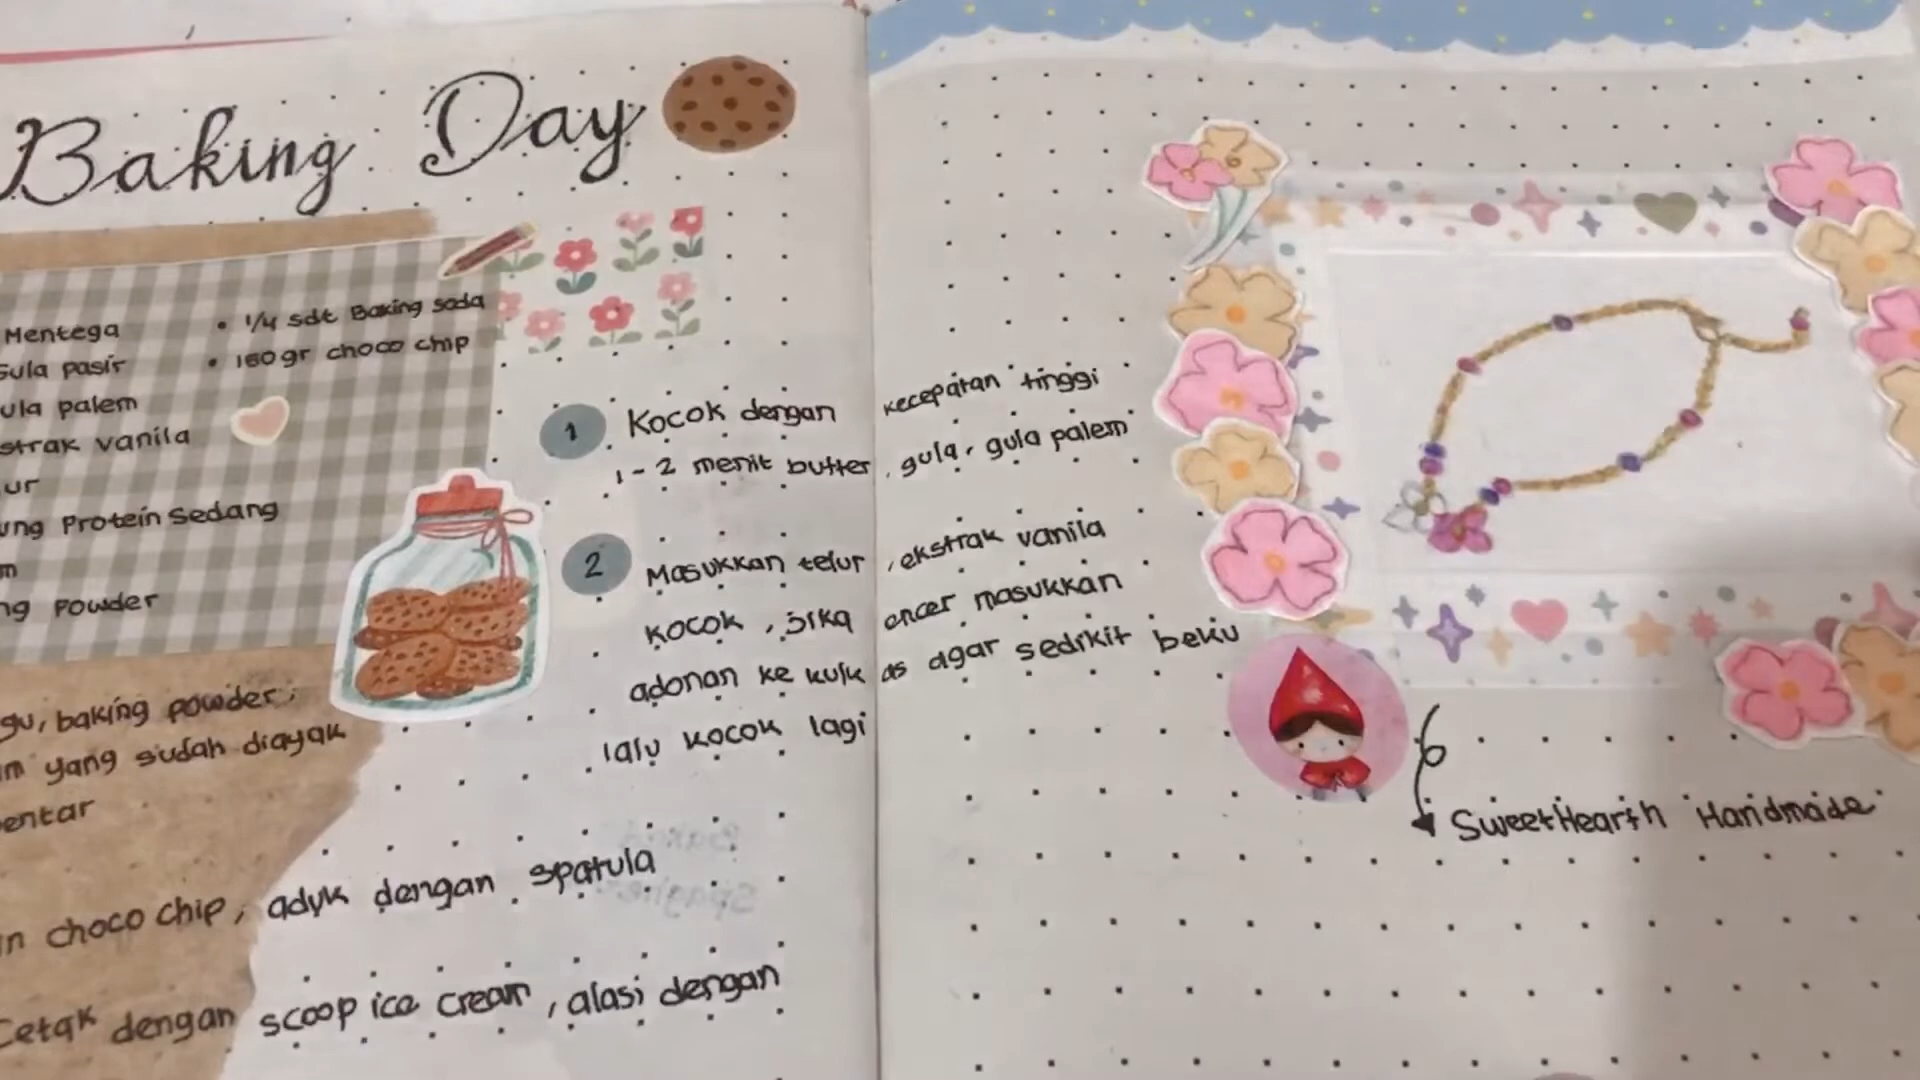 Baking Day
Mentega
Gula pasir
ula palem
strak vanila
ur
ung Protein Sedang
m
ng Powder
• 1/4 sdt Baking soda
• 160 gr choco chip
1 Kocok dengan kecepatan tinggi
1-2 menit butter, gula, gula palem
2 Masukkan telur, ekstrak vanila
kocok, jika encer masukkan
adonan ke kulkas agar sedikit beku
lalu kocok lagi
gu, baking powder,
m yang sudah diayak
entar
n choco chip, aduk dengan spatula
Cetak dengan scoop ice cream, alasi dengan
SweetHearth Handmade